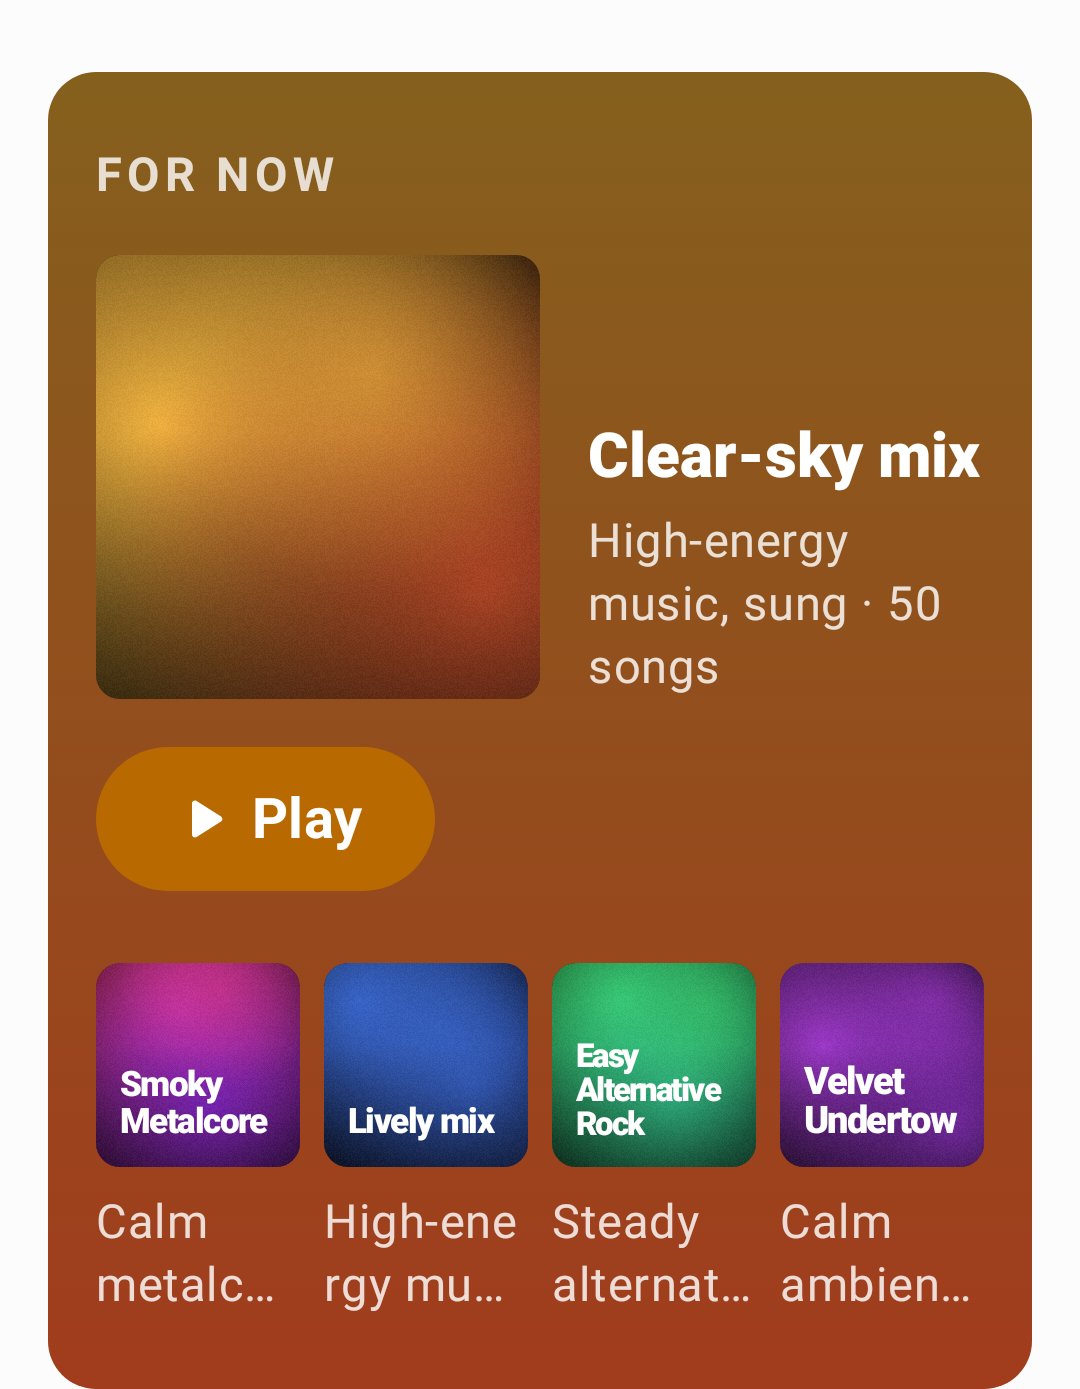 FOR NOW
Clear-sky mix
High-energy
music, sung · 50
songs
Play
Smoky
Metalcore
Lively mix
Easy
Alternative
Rock
Velvet
Undertow
Calm
metalc…
High-ene
rgy mu…
Steady
alternat…
Calm
ambien…